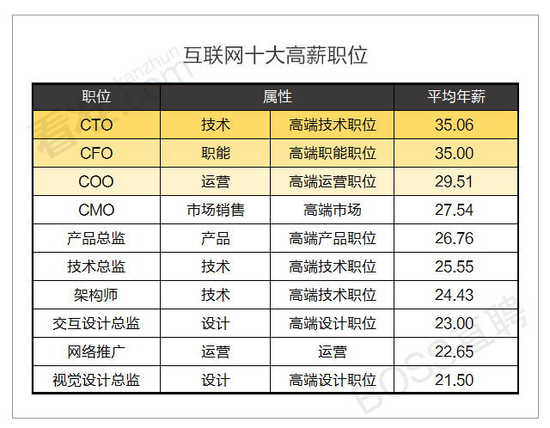 互联网十大高薪职位
职位 属性 平均年薪
CTO 技术 高端技术职位 35.06
CFO 职能 高端职能职位 35.00
COO 运营 高端运营职位 29.51
CMO 市场销售 高端市场 27.54
产品总监 产品 高端产品职位 26.76
技术总监 技术 高端技术职位 25.55
架构师 技术 高端技术职位 24.43
交互设计总监 设计 高端设计职位 23.00
网络推广 运营 运营 22.65
视觉设计总监 设计 高端设计职位 21.50
kanzhun
.com
BOSS直聘